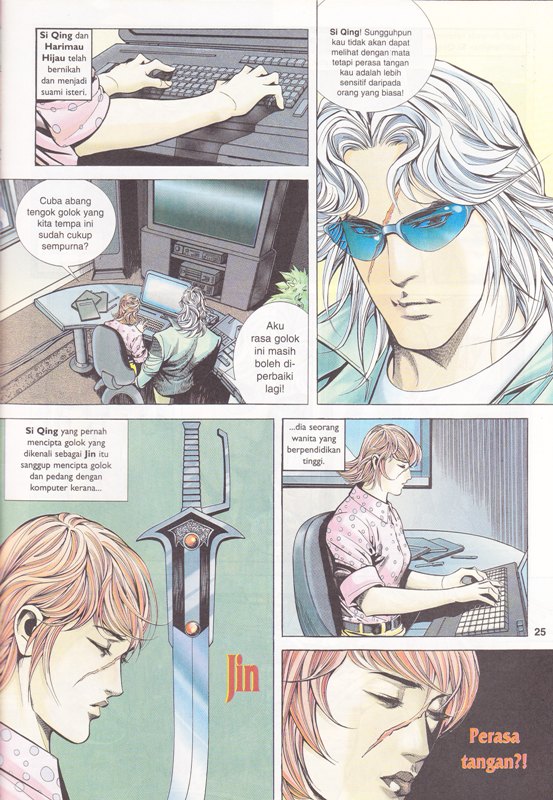 Si Qing dan
Harimau
Hijau telah
bernikah
dan menjadi
suami isteri.
Si Qing! Sungguhpun
kau tidak akan dapat
melihat dengan mata
tetapi perasa tangan
kau adalah lebih
sensitif daripada
orang yang biasa!
Cuba abang
tengok golok yang
kita tempa ini
sudah cukup
sempurna?
Aku
rasa golok
ini masih
boleh di-
perbaiki
lagi!
Si Qing yang pernah
mencipta golok yang
dikenali sebagai Jin itu
sanggup mencipta golok
dan pedang dengan
komputer kerana...
Jin
...dia seorang
wanita yang
berpendidikan
tinggi.
25
Perasa
tangan?!